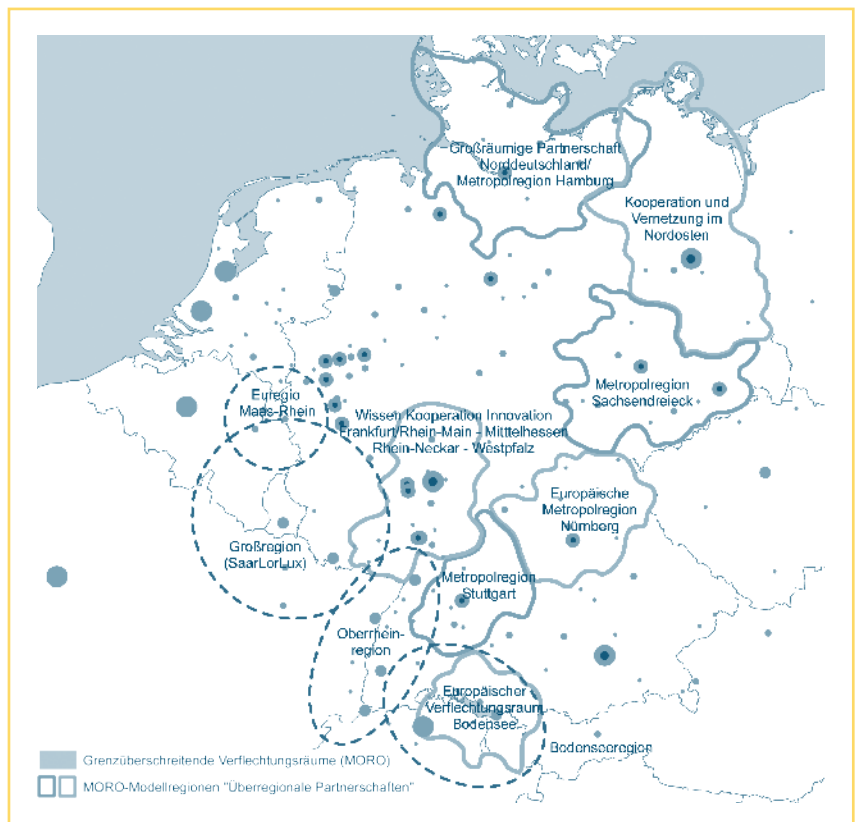 Großräumige Partnerschaft
Norddeutschland/
Metropolregion Hamburg
Kooperation und
Vernetzung im
Nordosten
Euregio
Maas-Rhein
Metropolregion
Sachsendreieck
Wissen Kooperation Innovation
Frankfurt/Rhein-Main - Mitttelhessen
Rhein-Neckar - Westpfalz
Europäische
Metropolregion
Nürnberg
Großregion
(SaarLorLux)
Metropolregion
Stuttgart
Oberrhein-
region
Europäischer
Verflechtungsraum
Bodensee
Bodenseeregion
Grenzüberschreitende Verflechtungsräume (MORO)
MORO-Modellregionen "Überregionale Partnerschaften"